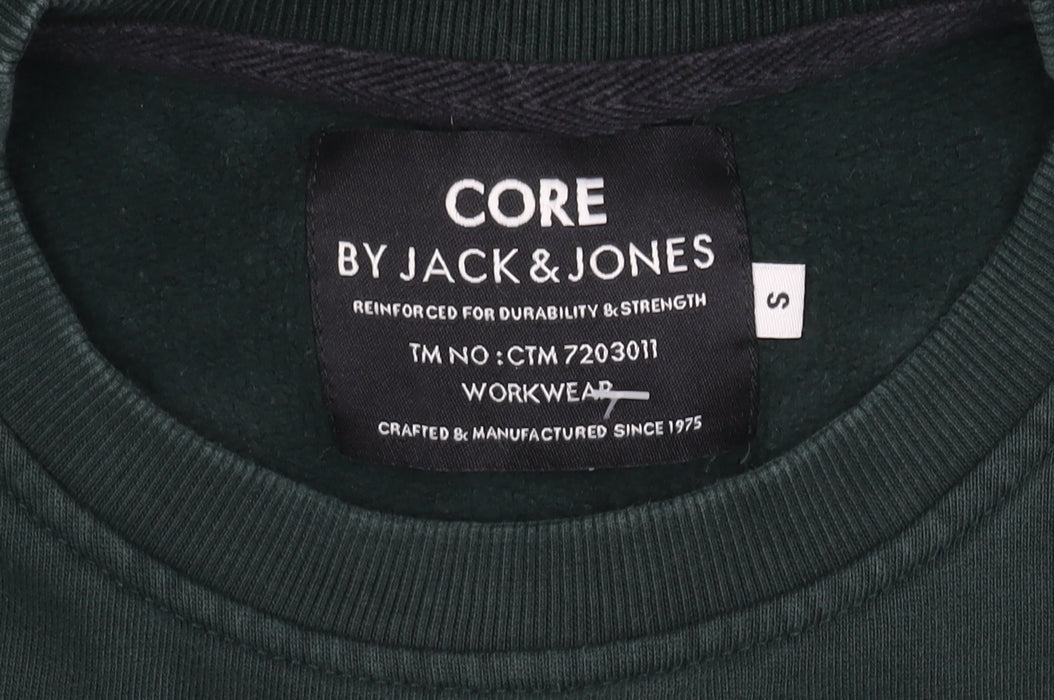 CORE
BY JACK & JONES
REINFORCED FOR DURABILITY & STRENGTH
TM NO : CTM 7203011
WORKWEAR
CRAFTED & MANUFACTURED SINCE 1975
S